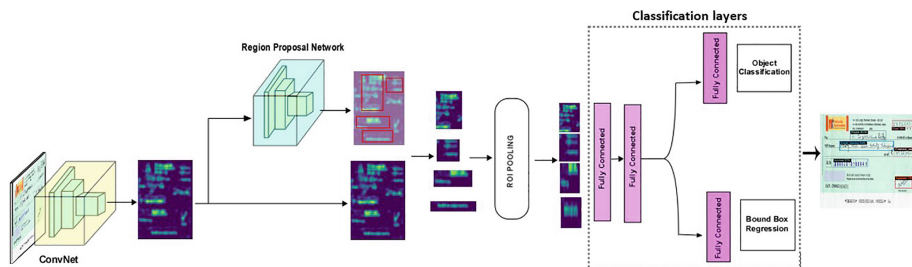 Classification layers
Region Proposal Network
ConvNet
ROI POOLING
Fully Connected
Fully Connected
Fully Connected
Object
Classification
Fully Connected
Bound Box
Regression